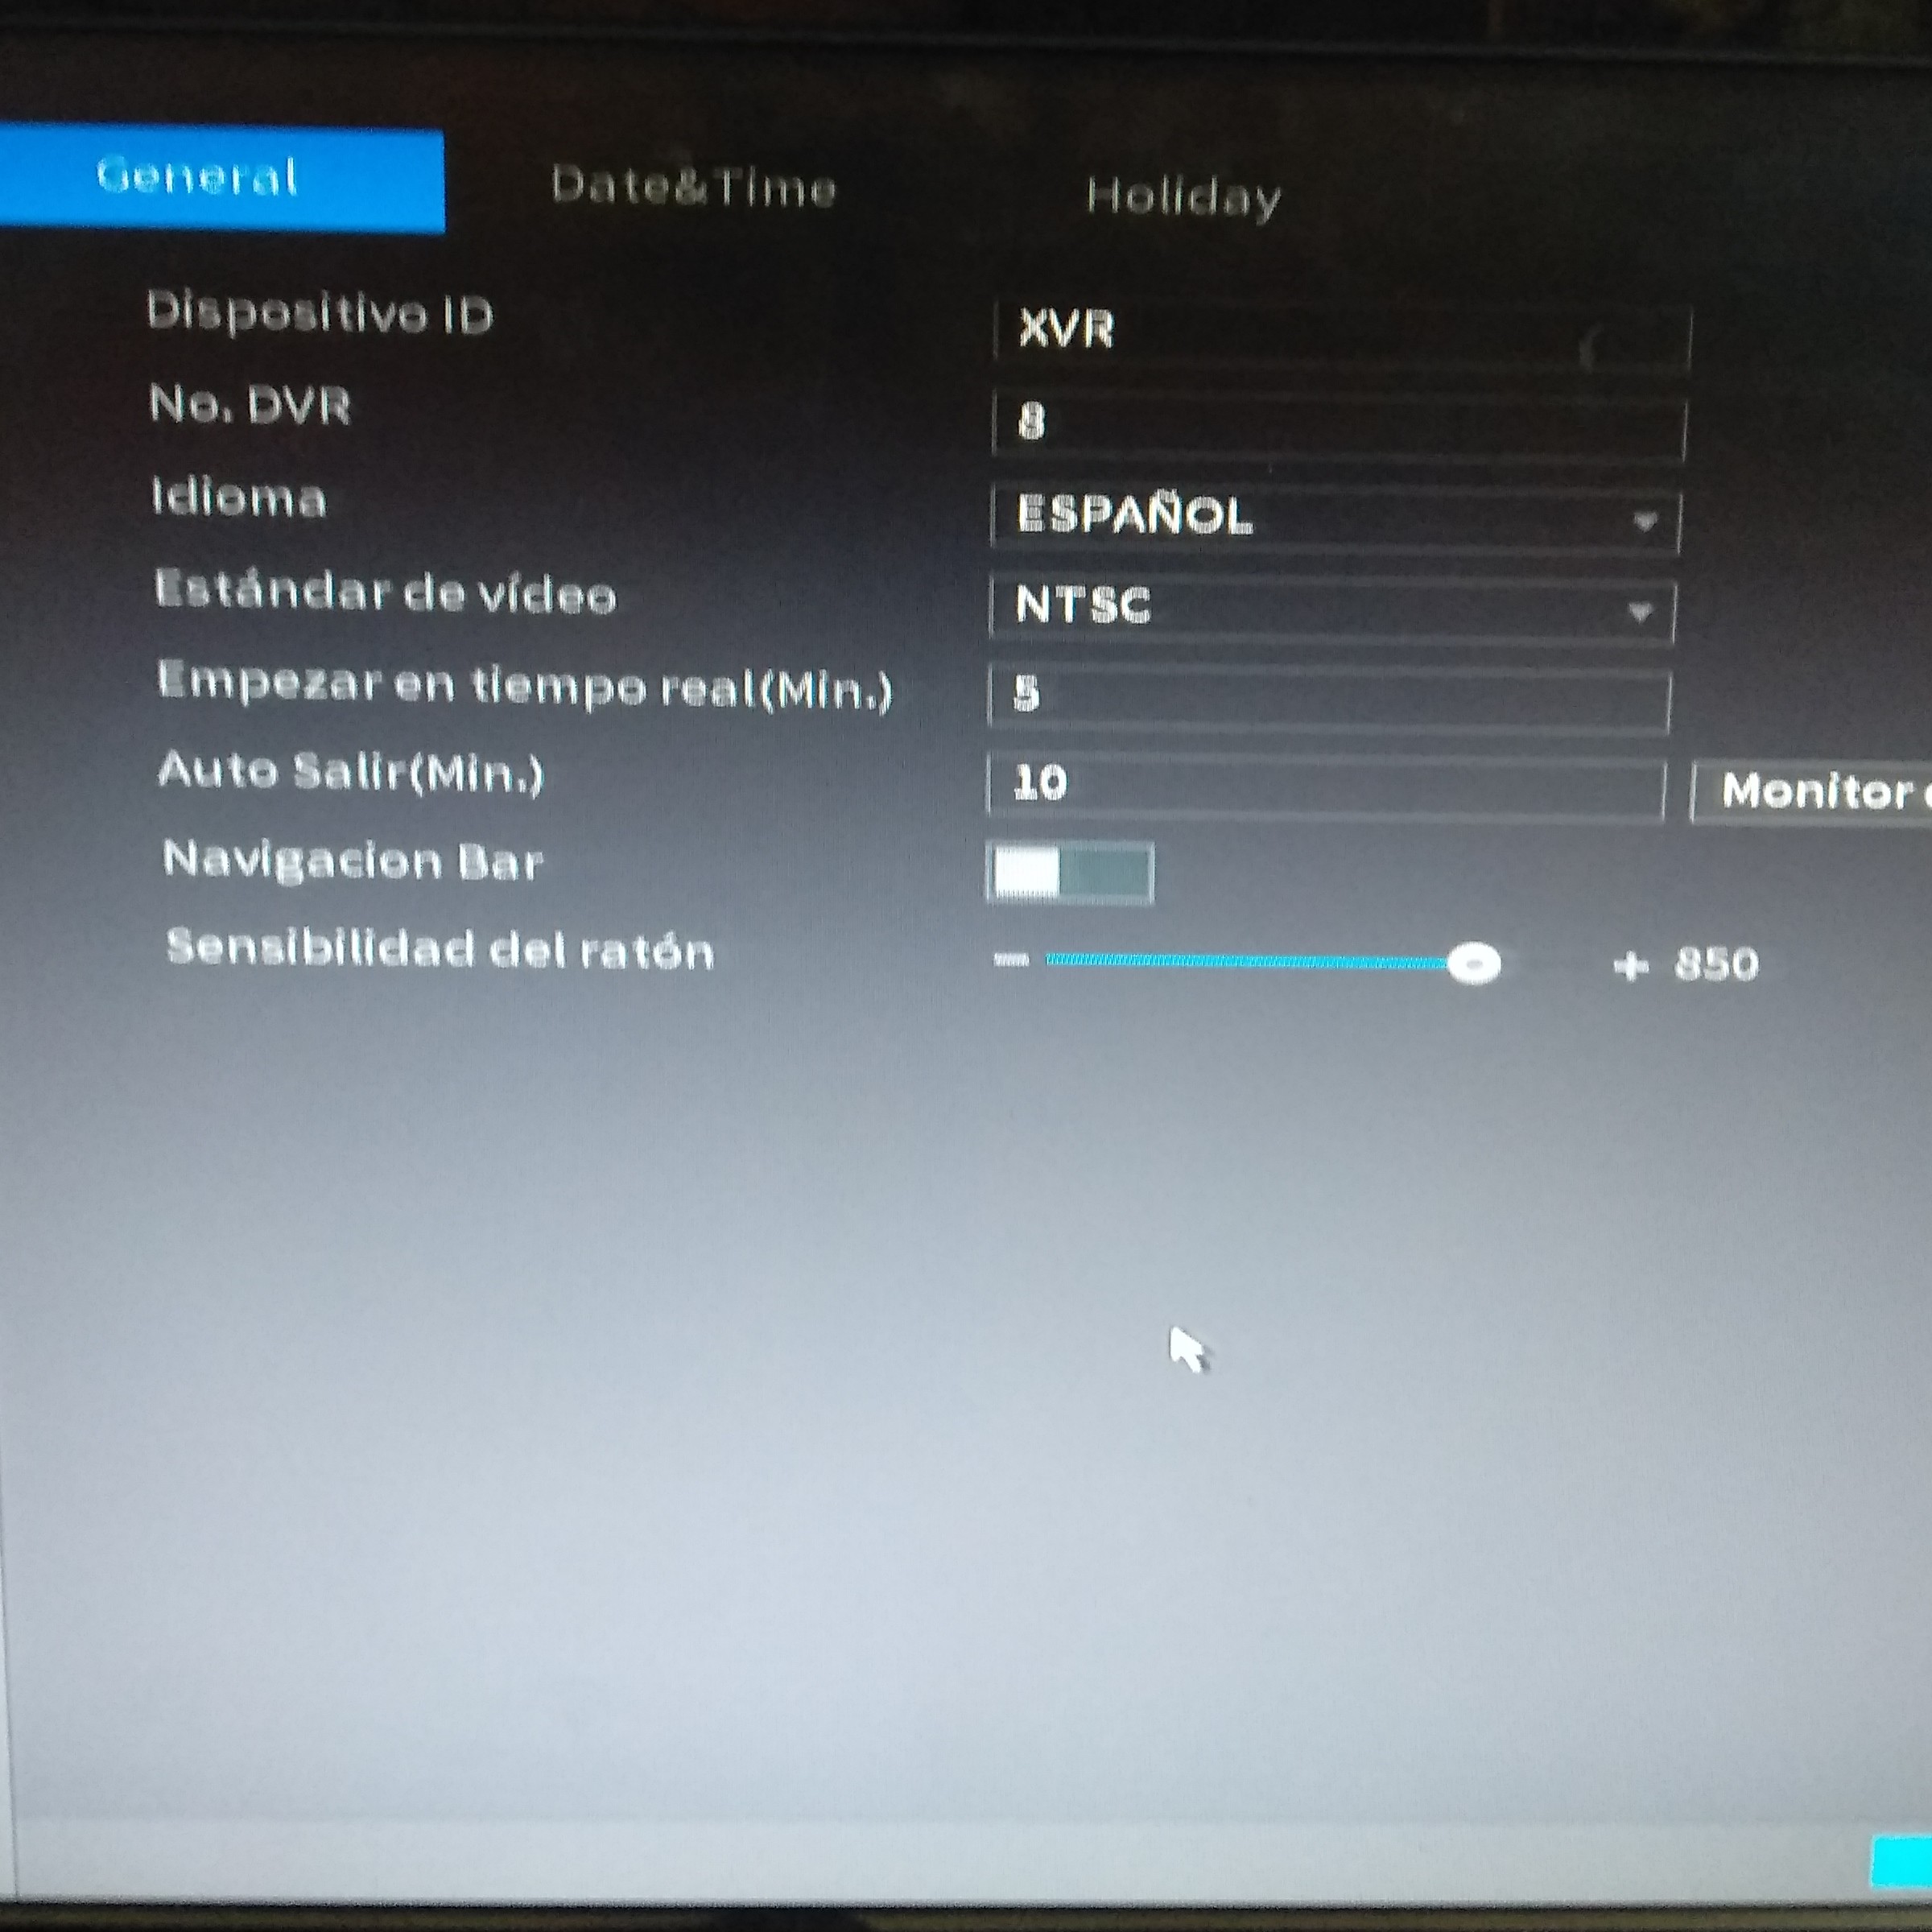 General Date&Time Holiday
Dispositivo ID XVR
No. DVR 8
Idioma ESPAÑOL
Estándar de vídeo NTSC
Empezar en tiempo real(Min.) 5
Auto Salir(Min.) 10 Monitor
Navigacion Bar
Sensibilidad del ratón 850